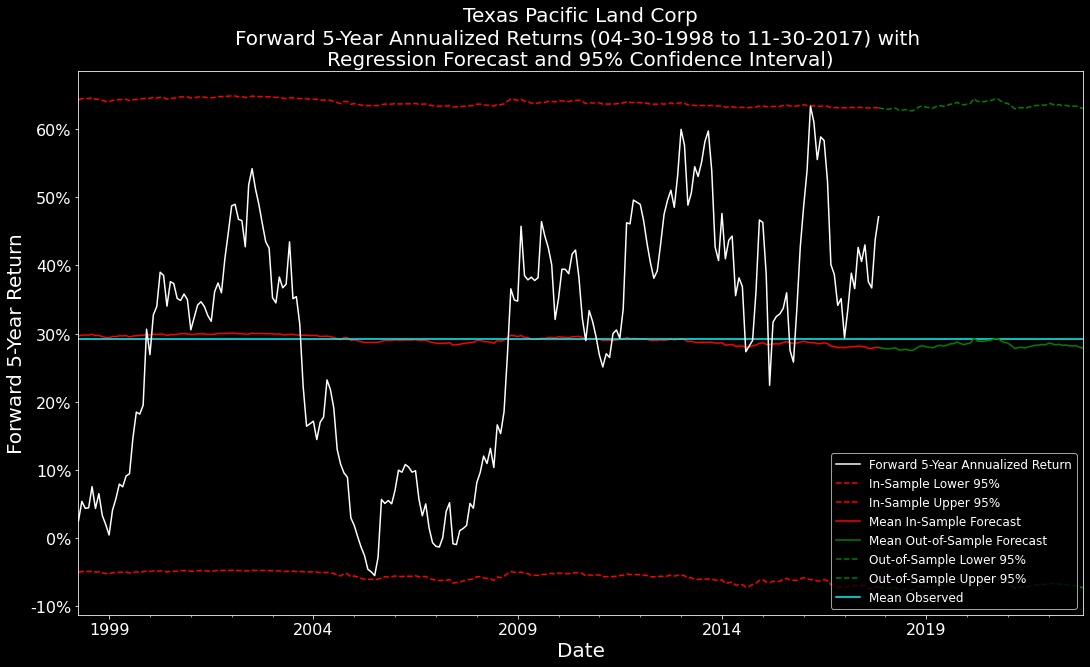 Texas Pacific Land Corp
Forward 5-Year Annualized Returns (04-30-1998 to 11-30-2017) with
Regression Forecast and 95% Confidence Interval)
Forward 5-Year Return
60%
50%
40%
30%
20%
10%
0%
-10%
Forward 5-Year Annualized Return
In-Sample Lower 95%
In-Sample Upper 95%
Mean In-Sample Forecast
Mean Out-of-Sample Forecast
Out-of-Sample Lower 95%
Out-of-Sample Upper 95%
Mean Observed
1999
2004
2009
2014
2019
Date